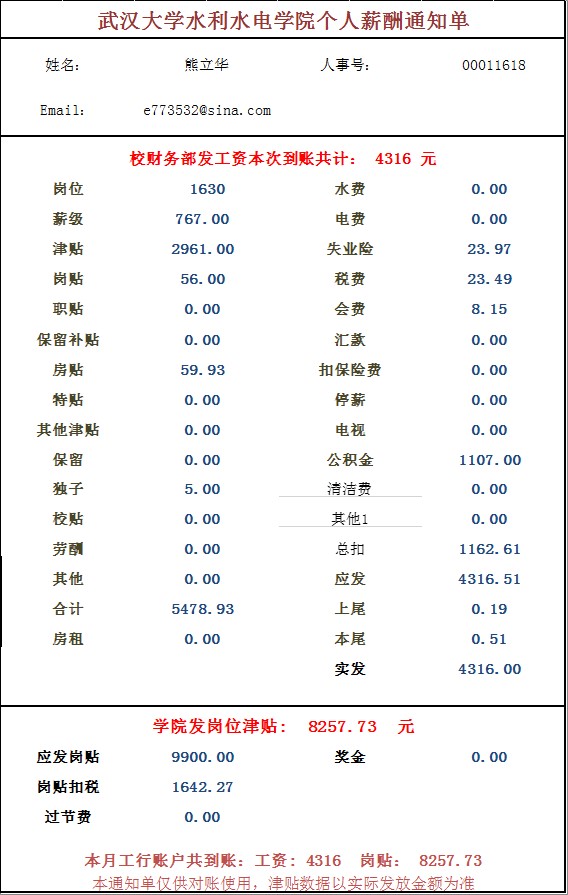 武汉大学水利水电学院个人薪酬通知单
姓名: 熊立华 人事号: 00011618
Email: e773532@sina.com
校财务部发工资本次到账共计: 4316 元
岗位 1630 水费 0.00
薪级 767.00 电费 0.00
津贴 2961.00 失业险 23.97
岗贴 56.00 税费 23.49
职贴 0.00 会费 8.15
保留补贴 0.00 汇款 0.00
房贴 59.93 扣保险费 0.00
特贴 0.00 停薪 0.00
其他津贴 0.00 电视 0.00
保留 0.00 公积金 1107.00
独子 5.00 清洁费 0.00
校贴 0.00 其他1 0.00
劳酬 0.00 总扣 1162.61
其他 0.00 应发 4316.51
合计 5478.93 上尾 0.19
房租 0.00 本尾 0.51
实发 4316.00
学院发岗位津贴: 8257.73 元
应发岗贴 9900.00 奖金 0.00
岗贴扣税 1642.27
过节费 0.00
本月工行账户共到账: 工资: 4316 岗贴: 8257.73
本通知单仅供对账使用，津贴数据以实际发放金额为准